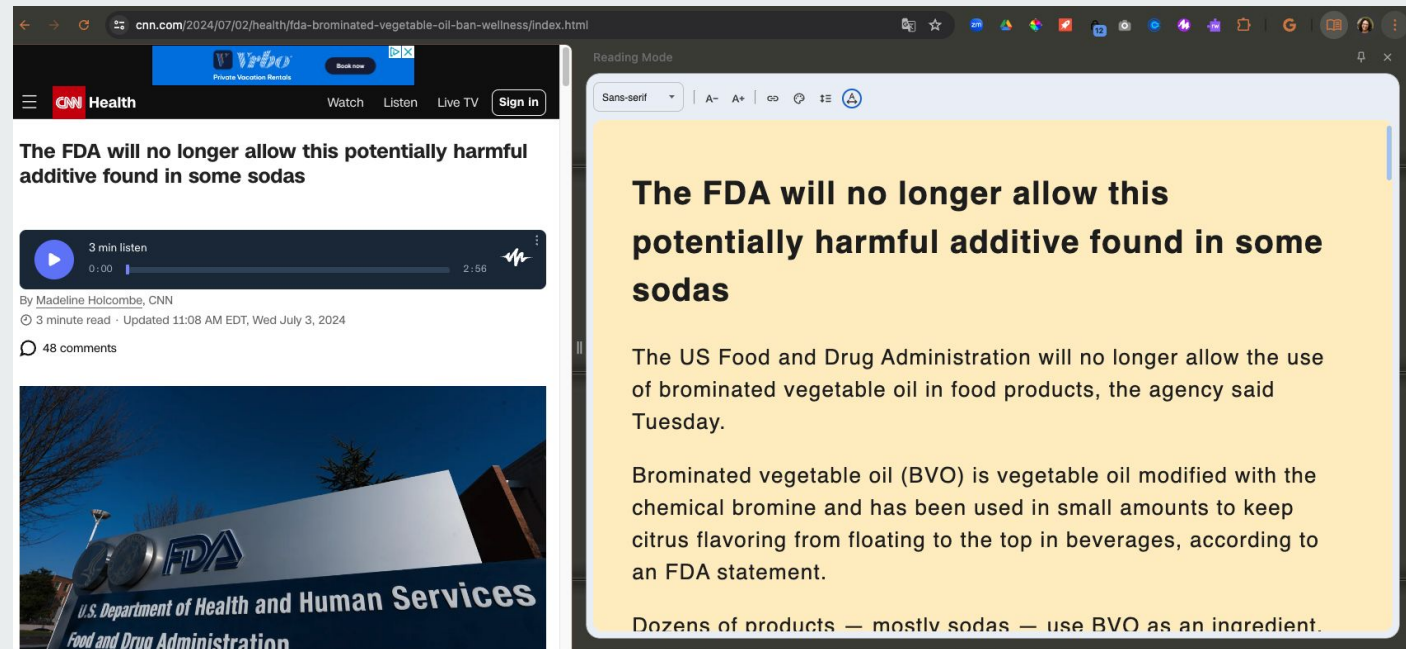 cnn.com/2024/07/02/health/fda-brominated-vegetable-oil-ban-wellness/index.html
zm
12
TW
G
Vrbo
Private Vacation Rentals
Book now
CNN Health
Watch
Listen
Live TV
Sign in
The FDA will no longer allow this potentially harmful
additive found in some sodas
3 min listen
0:00
2:56
By Madeline Holcombe, CNN
3 minute read · Updated 11:08 AM EDT, Wed July 3, 2024
48 comments
FDA
U.S. Department of Health and Human Services
Food and Drug Administration
Reading Mode
Sans-serif
A-
A+
A
The FDA will no longer allow this
potentially harmful additive found in some
sodas
The US Food and Drug Administration will no longer allow the use
of brominated vegetable oil in food products, the agency said
Tuesday.
Brominated vegetable oil (BVO) is vegetable oil modified with the
chemical bromine and has been used in small amounts to keep
citrus flavoring from floating to the top in beverages, according to
an FDA statement.
Dozens of products — mostly sodas — use BVO as an ingredient,